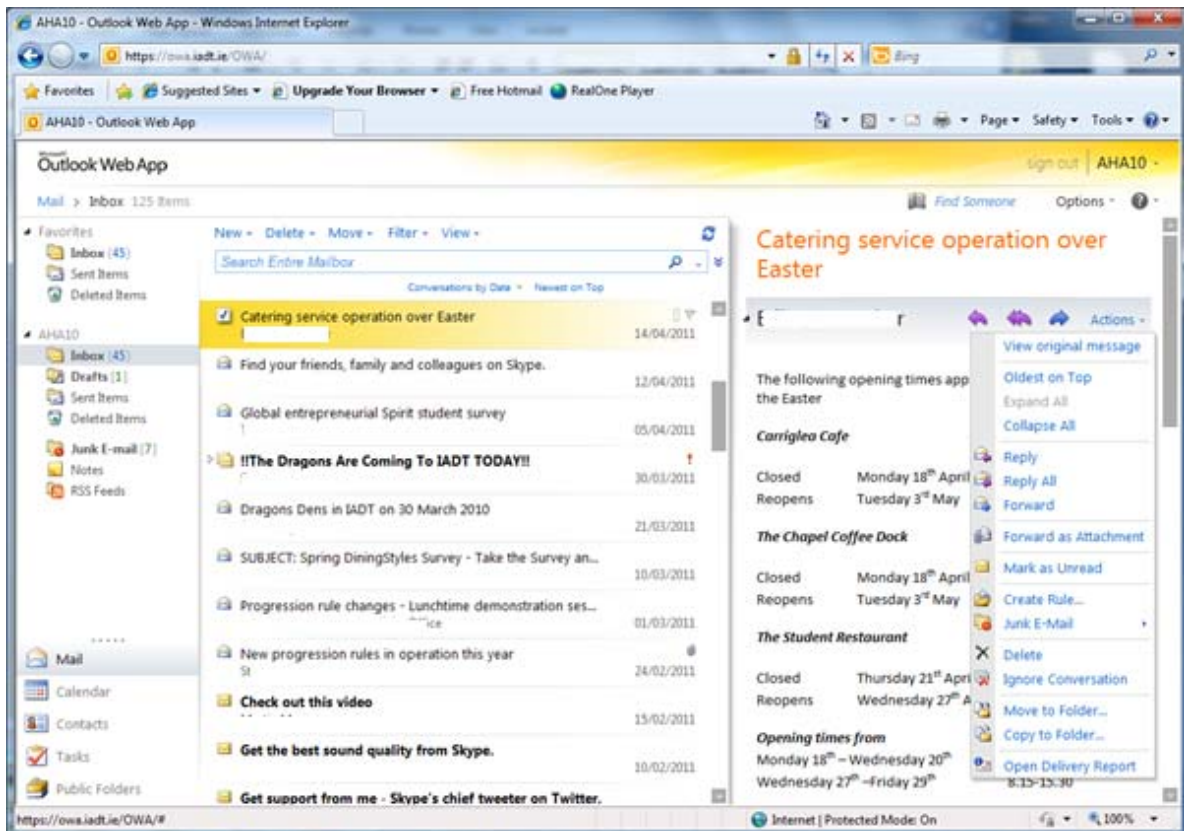 AHA10 - Outlook Web App - Windows Internet Explorer
https://owa.iadt.ie/OWA/
Bing
Favorites Suggested Sites Upgrade Your Browser Free Hotmail RealOne Player
AHA10 - Outlook Web App
Page Safety Tools
Microsoft
Outlook Web App
sign out AHA10
Mail > Inbox 125 Items
Find Someone Options
Favorites
Inbox (45)
Sent Items
Deleted Items
AHA10
Inbox (45)
Drafts [1]
Sent Items
Deleted Items
Junk E-mail [7]
Notes
RSS Feeds
Mail
Calendar
Contacts
Tasks
Public Folders
New Delete Move Filter View
Search Entire Mailbox
Conversations by Date Newest on Top
Catering service operation over Easter
14/04/2011
Find your friends, family and colleagues on Skype.
12/04/2011
Global entrepreneurial Spirit student survey
05/04/2011
!!The Dragons Are Coming To IADT TODAY!!
30/03/2011
Dragons Dens in IADT on 30 March 2010
21/03/2011
SUBJECT: Spring DiningStyles Survey - Take the Survey an...
10/03/2011
Progression rule changes - Lunchtime demonstration ses...
01/03/2011
New progression rules in operation this year
St
24/02/2011
Check out this video
15/02/2011
Get the best sound quality from Skype.
10/02/2011
Get support from me - Skype's chief tweeter on Twitter.
Catering service operation over
Easter
E r Actions
The following opening times app
the Easter
Carriglea Cafe
Closed Monday 18th April
Reopens Tuesday 3rd May
The Chapel Coffee Dock
Closed Monday 18th April
Reopens Tuesday 3rd May
The Student Restaurant
Closed Thursday 21st Apri
Reopens Wednesday 27th A
Opening times from
Monday 18th – Wednesday 20th
Wednesday 27th –Friday 29th 8.15-15.30
View original message
Oldest on Top
Expand All
Collapse All
Reply
Reply All
Forward
Forward as Attachment
Mark as Unread
Create Rule...
Junk E-Mail
Delete
Ignore Conversation
Move to Folder...
Copy to Folder...
Open Delivery Report
https://owa.iadt.ie/OWA/#
Internet | Protected Mode: On 100%